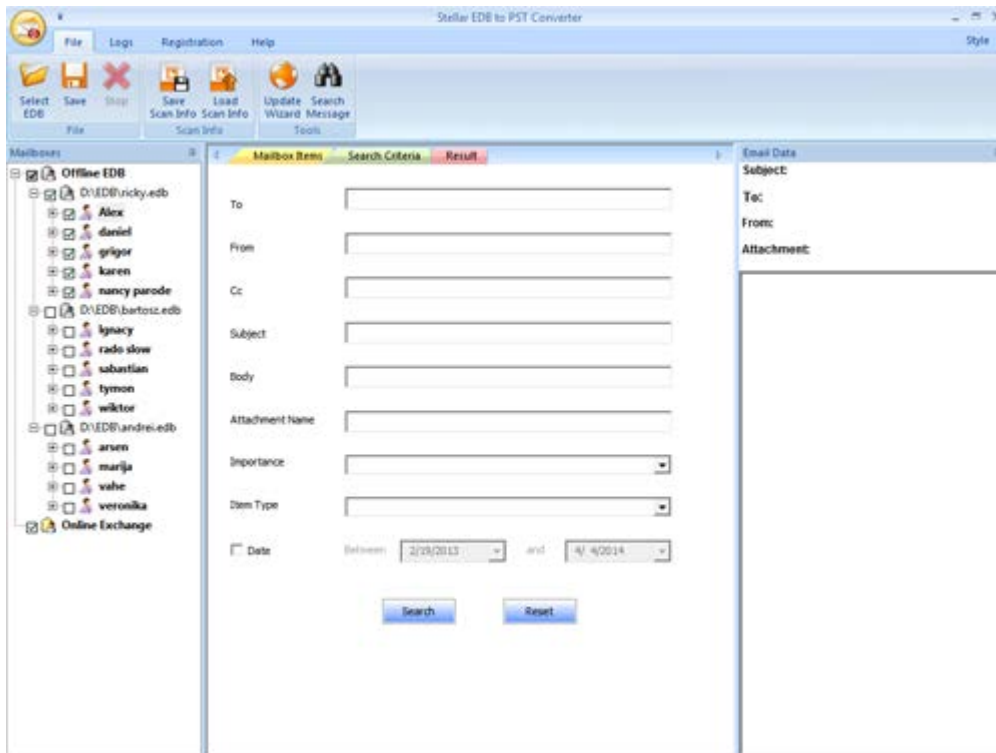 Stellar EDB to PST Converter
File Logs Registration Help Style
Select EDB Save Stop Save Scan Info Load Scan Info Update Wizard Search Message
File Scan Info Tools
Mailboxes
Offline EDB
D:\EDB\ricky.edb
Alex
daniel
grigor
karen
nancy parode
D:\EDB\bartosz.edb
Ignacy
rado slow
sabastian
tymon
wiktor
D:\EDB\andrei.edb
arsen
marija
vahe
veronika
Online Exchange
Mailbox Items Search Criteria Result
To
From
Cc
Subject
Body
Attachment Name
Importance
Item Type
Date Between 2/19/2013 and 4/ 4/2014
Search Reset
Email Data
Subject:
To:
From:
Attachment: